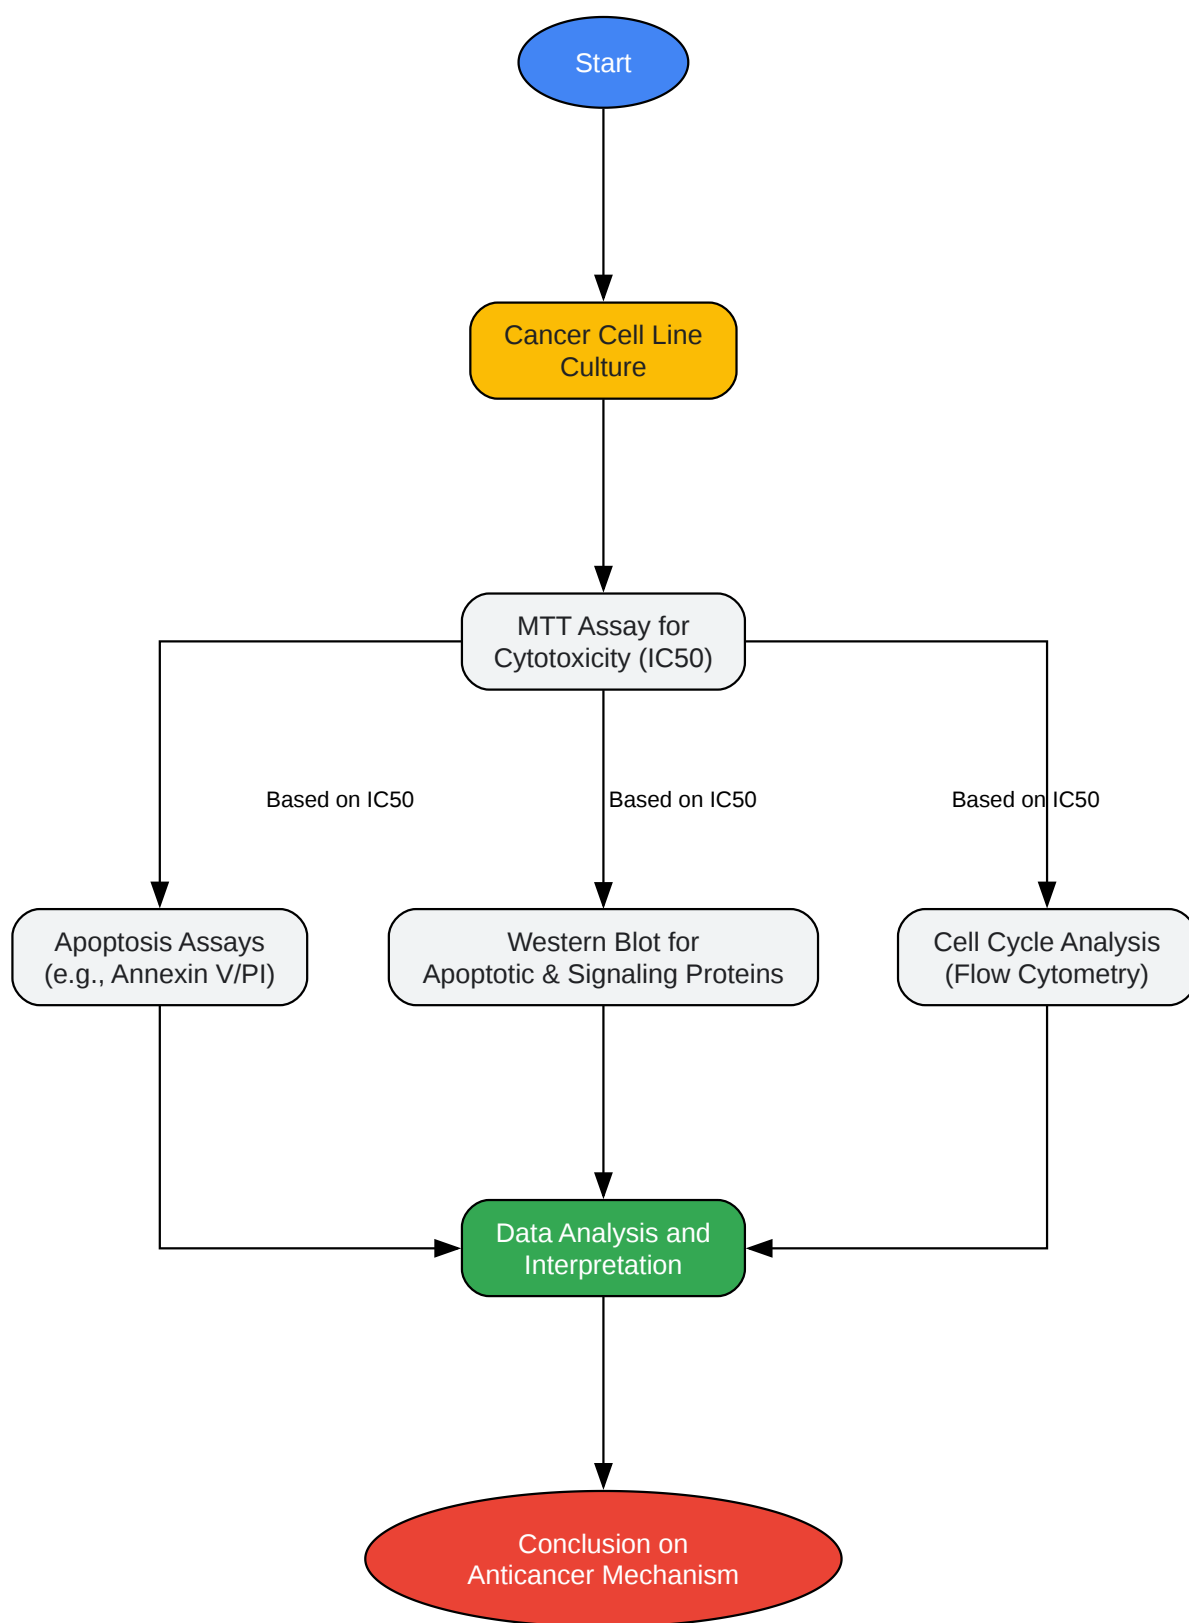 Start
Cancer Cell Line
Culture
MTT Assay for
Cytotoxicity (IC50)
Based on IC50
Based on IC50
Based on IC50
Apoptosis Assays
(e.g., Annexin V/PI)
Western Blot for
Apoptotic & Signaling Proteins
Cell Cycle Analysis
(Flow Cytometry)
Data Analysis and
Interpretation
Conclusion on
Anticancer Mechanism